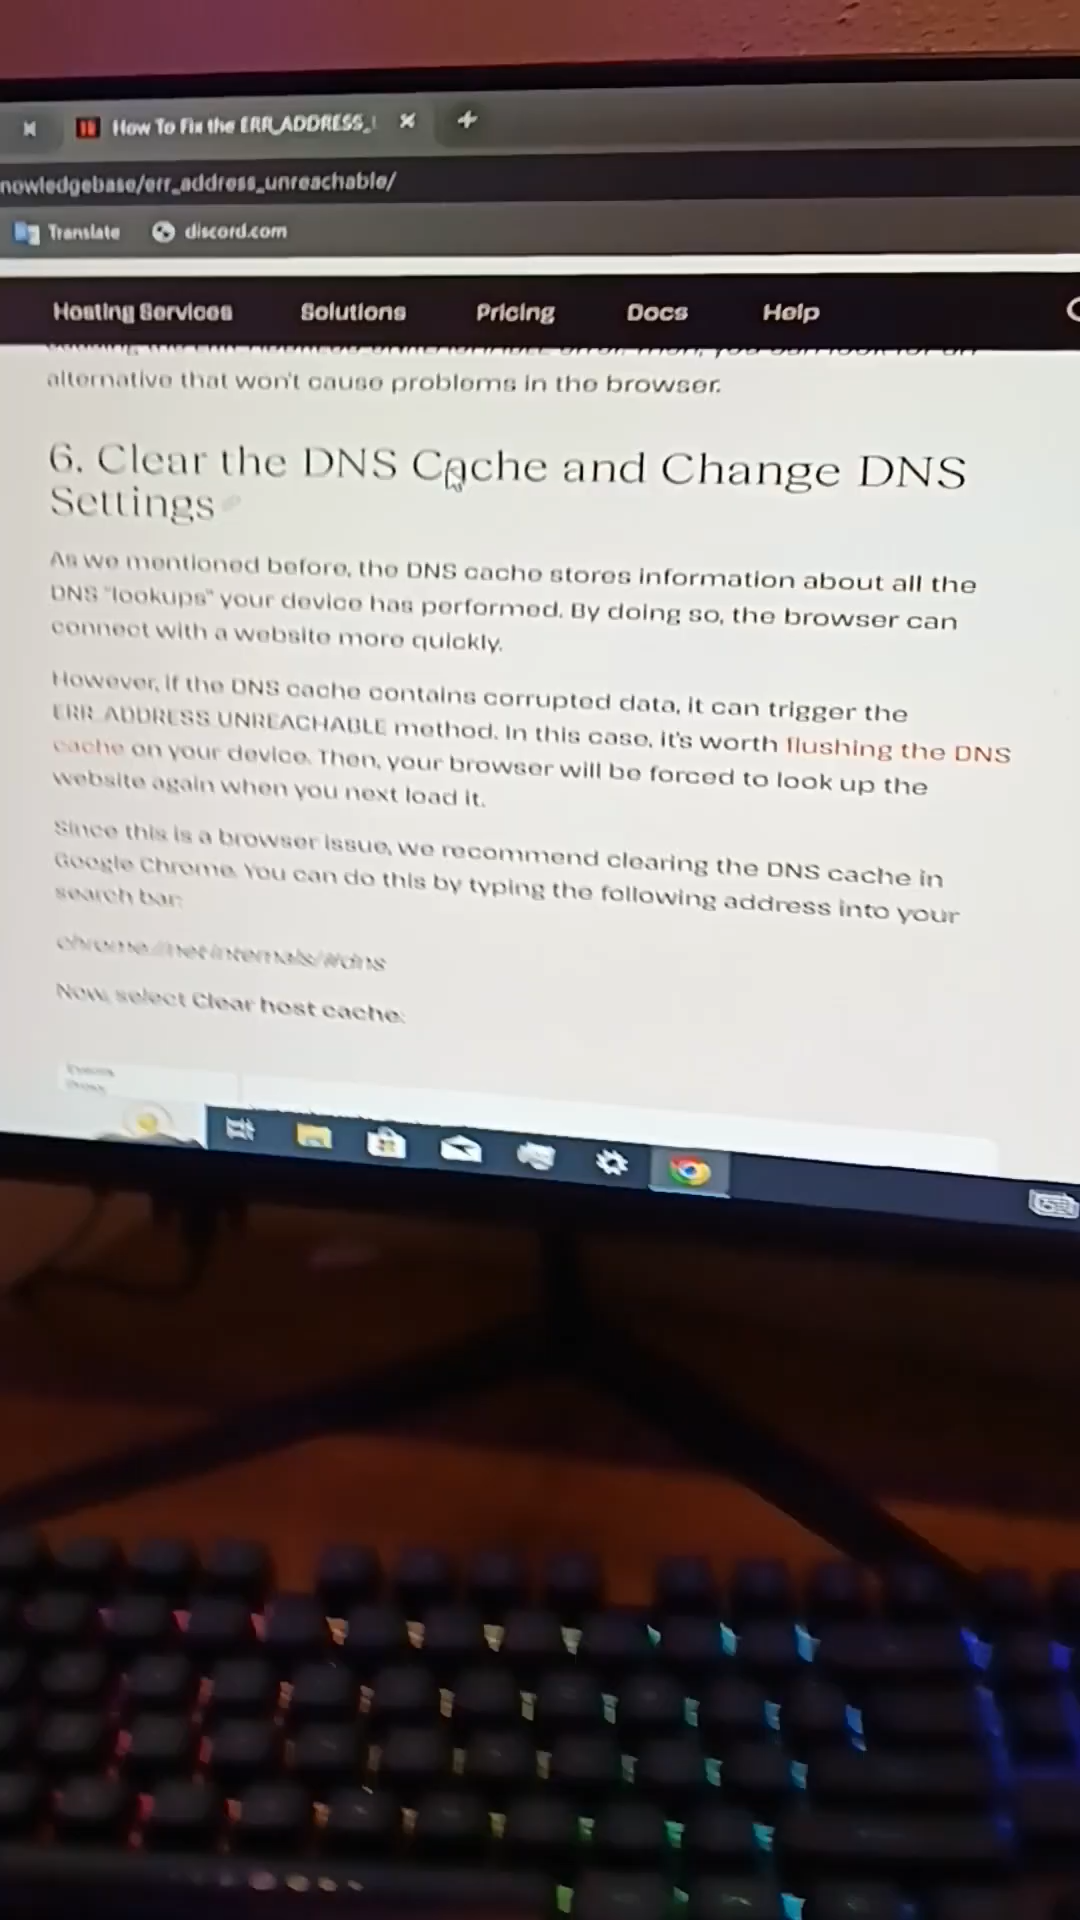 How To Fix the ERR_ADDRESS_
nowledgebase/err_address_unreachable/
Translate discord.com
Hosting Services Solutions Pricing Docs Help
alternative that won't cause problems in the browser.
6. Clear the DNS Cache and Change DNS
Settings
As we mentioned before, the DNS cache stores information about all the
DNS "lookups" your device has performed. By doing so, the browser can
connect with a website more quickly.
However, if the DNS cache contains corrupted data, it can trigger the
ERR_ADDRESS_UNREACHABLE method. In this case, it's worth flushing the DNS
cache on your device. Then, your browser will be forced to look up the
website again when you next load it.
Since this is a browser issue, we recommend clearing the DNS cache in
Google Chrome. You can do this by typing the following address into your
search bar:
chrome://net-internals/#dns
Now, select Clear host cache: